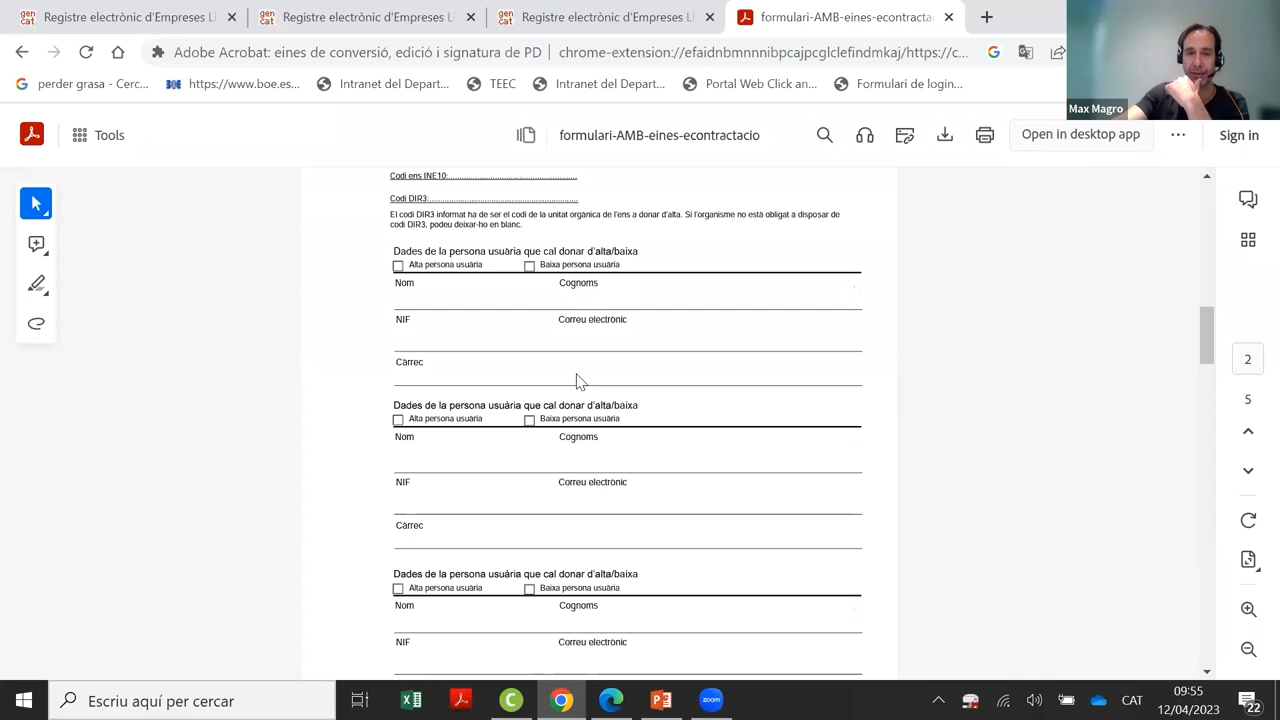 Registre electrònic d'Empreses Li
Registre electrònic d'Empreses Li
Registre electrònic d'Empreses Li
formulari-AMB-eines-econtractac
Adobe Acrobat: eines de conversió, edició i signatura de PD
chrome-extension://efaidnbmnnnibpcajpcglclefindmkaj/https://c...
perder grasa - Cerc...
https://www.boe.es...
Intranet del Depart...
TEEC
Intranet del Depart...
Portal Web Click an...
Formulari de login...
Max Magro
Tools
formulari-AMB-eines-econtractacio
Open in desktop app
Sign in
Codi ens INE10:
Codi DIR3:
El codi DIR3 informat ha de ser el codi de la unitat orgànica de l'ens a donar d'alta. Si l'organisme no està obligat a disposar de
codi DIR3, podeu deixar-ho en blanc.
Dades de la persona usuària que cal donar d'alta/baixa
Alta persona usuària
Baixa persona usuària
Nom
Cognoms
NIF
Correu electrònic
Càrrec
Dades de la persona usuària que cal donar d'alta/baixa
Alta persona usuària
Baixa persona usuària
Nom
Cognoms
NIF
Correu electrònic
Càrrec
Dades de la persona usuària que cal donar d'alta/baixa
Alta persona usuària
Baixa persona usuària
Nom
Cognoms
NIF
Correu electrònic
2
5
Escriu aquí per cercar
CAT
09:55
12/04/2023
22